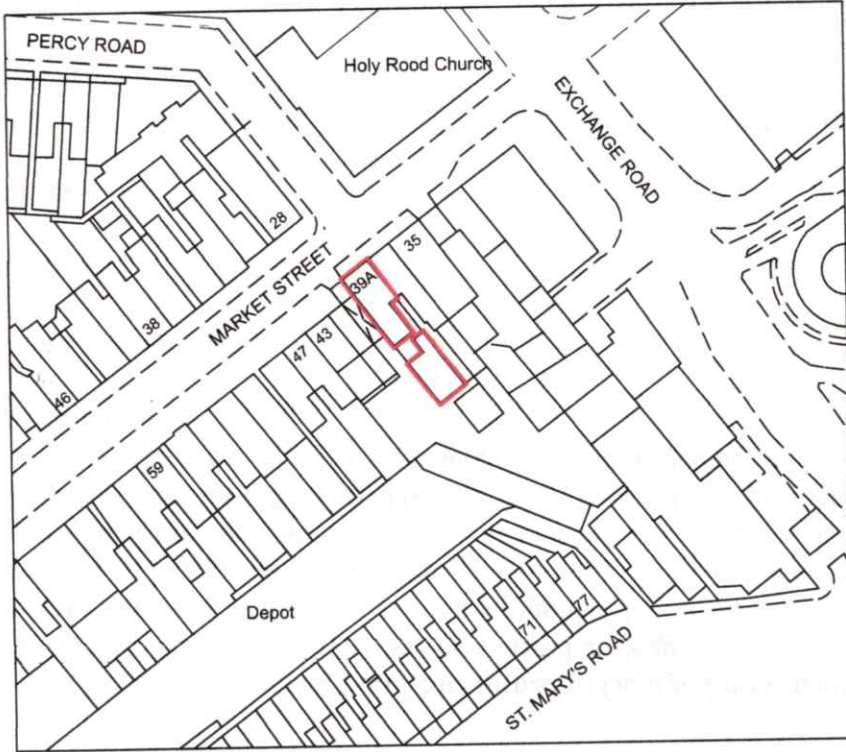 PERCY ROAD
Holy Rood Church
EXCHANGE ROAD
28
35
MARKET STREET
39A
38
47
43
46
59
Depot
71
77
ST. MARY'S ROAD